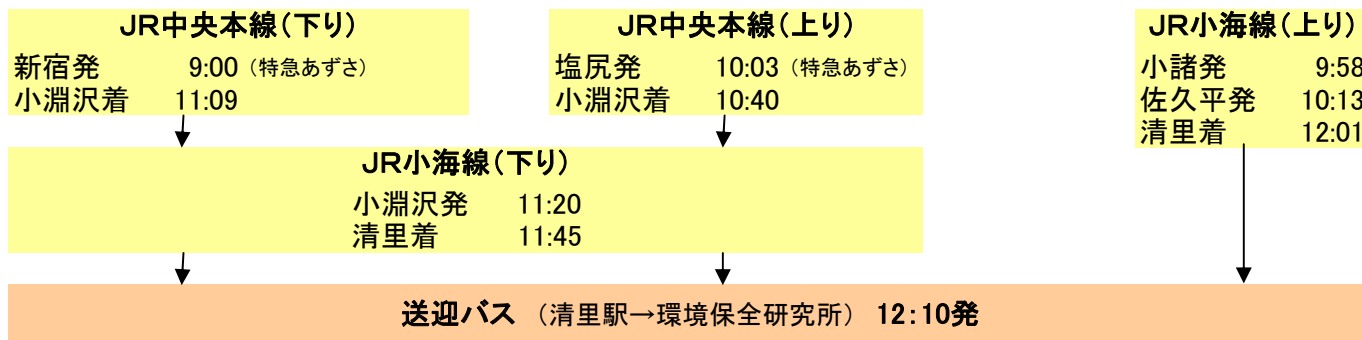 JR中央本線(下り)
新宿発 9:00 (特急あずさ)
小淵沢着 11:09
JR中央本線(上り)
塩尻発 10:03 (特急あずさ)
小淵沢着 10:40
JR小海線(上り)
小諸発 9:58
佐久平発 10:13
清里着 12:01
JR小海線(下り)
小淵沢発 11:20
清里着 11:45
送迎バス (清里駅→環境保全研究所) 12:10発